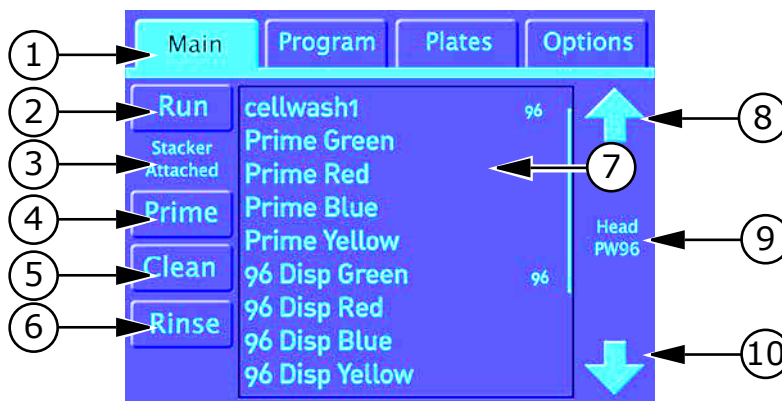 Main Program Plates Options
1
2 Run
3 Stacker
Attached
4 Prime
5 Clean
6 Rinse
cellwash1 96
Prime Green
Prime Red
Prime Blue
Prime Yellow
96 Disp Green 96
96 Disp Red
96 Disp Blue
96 Disp Yellow
7
8
Head
PW96
9
10